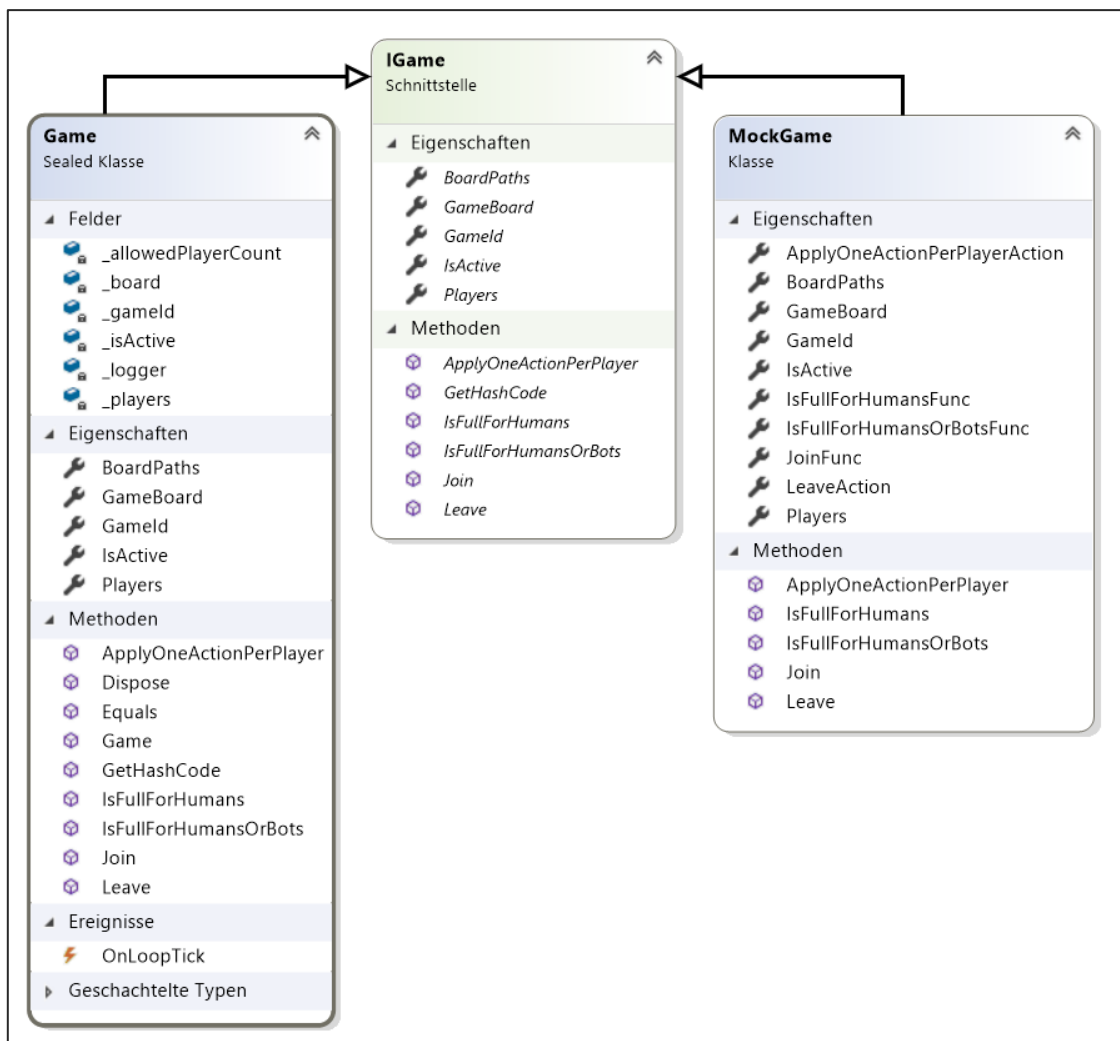 IGame
Schnittstelle
Eigenschaften
BoardPaths
GameBoard
GameId
IsActive
Players
Methoden
ApplyOneActionPerPlayer
GetHashCode
IsFullForHumans
IsFullForHumansOrBots
Join
Leave
Game
Sealed Klasse
Felder
_allowedPlayerCount
_board
_gameId
_isActive
_logger
_players
Eigenschaften
BoardPaths
GameBoard
GameId
IsActive
Players
Methoden
ApplyOneActionPerPlayer
Dispose
Equals
Game
GetHashCode
IsFullForHumans
IsFullForHumansOrBots
Join
Leave
Ereignisse
OnLoopTick
Geschachtelte Typen
MockGame
Klasse
Eigenschaften
ApplyOneActionPerPlayerAction
BoardPaths
GameBoard
GameId
IsActive
IsFullForHumansFunc
IsFullForHumansOrBotsFunc
JoinFunc
LeaveAction
Players
Methoden
ApplyOneActionPerPlayer
IsFullForHumans
IsFullForHumansOrBots
Join
Leave